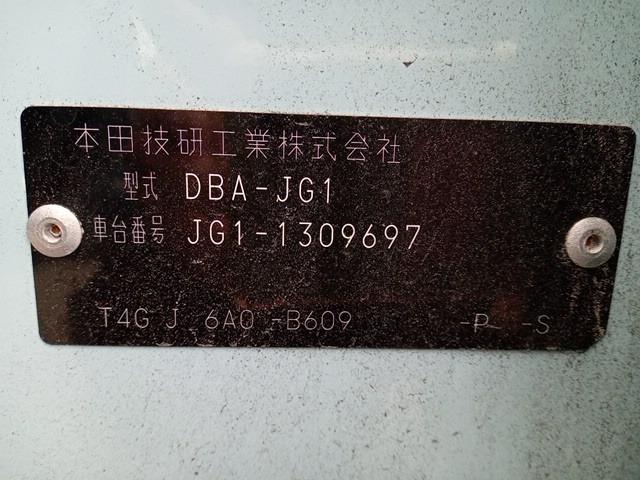 本田技研工業株式会社
型式 DBA-JG1
車台番号 JG1-1309697
T4G J 6A0 -B609 -P -S